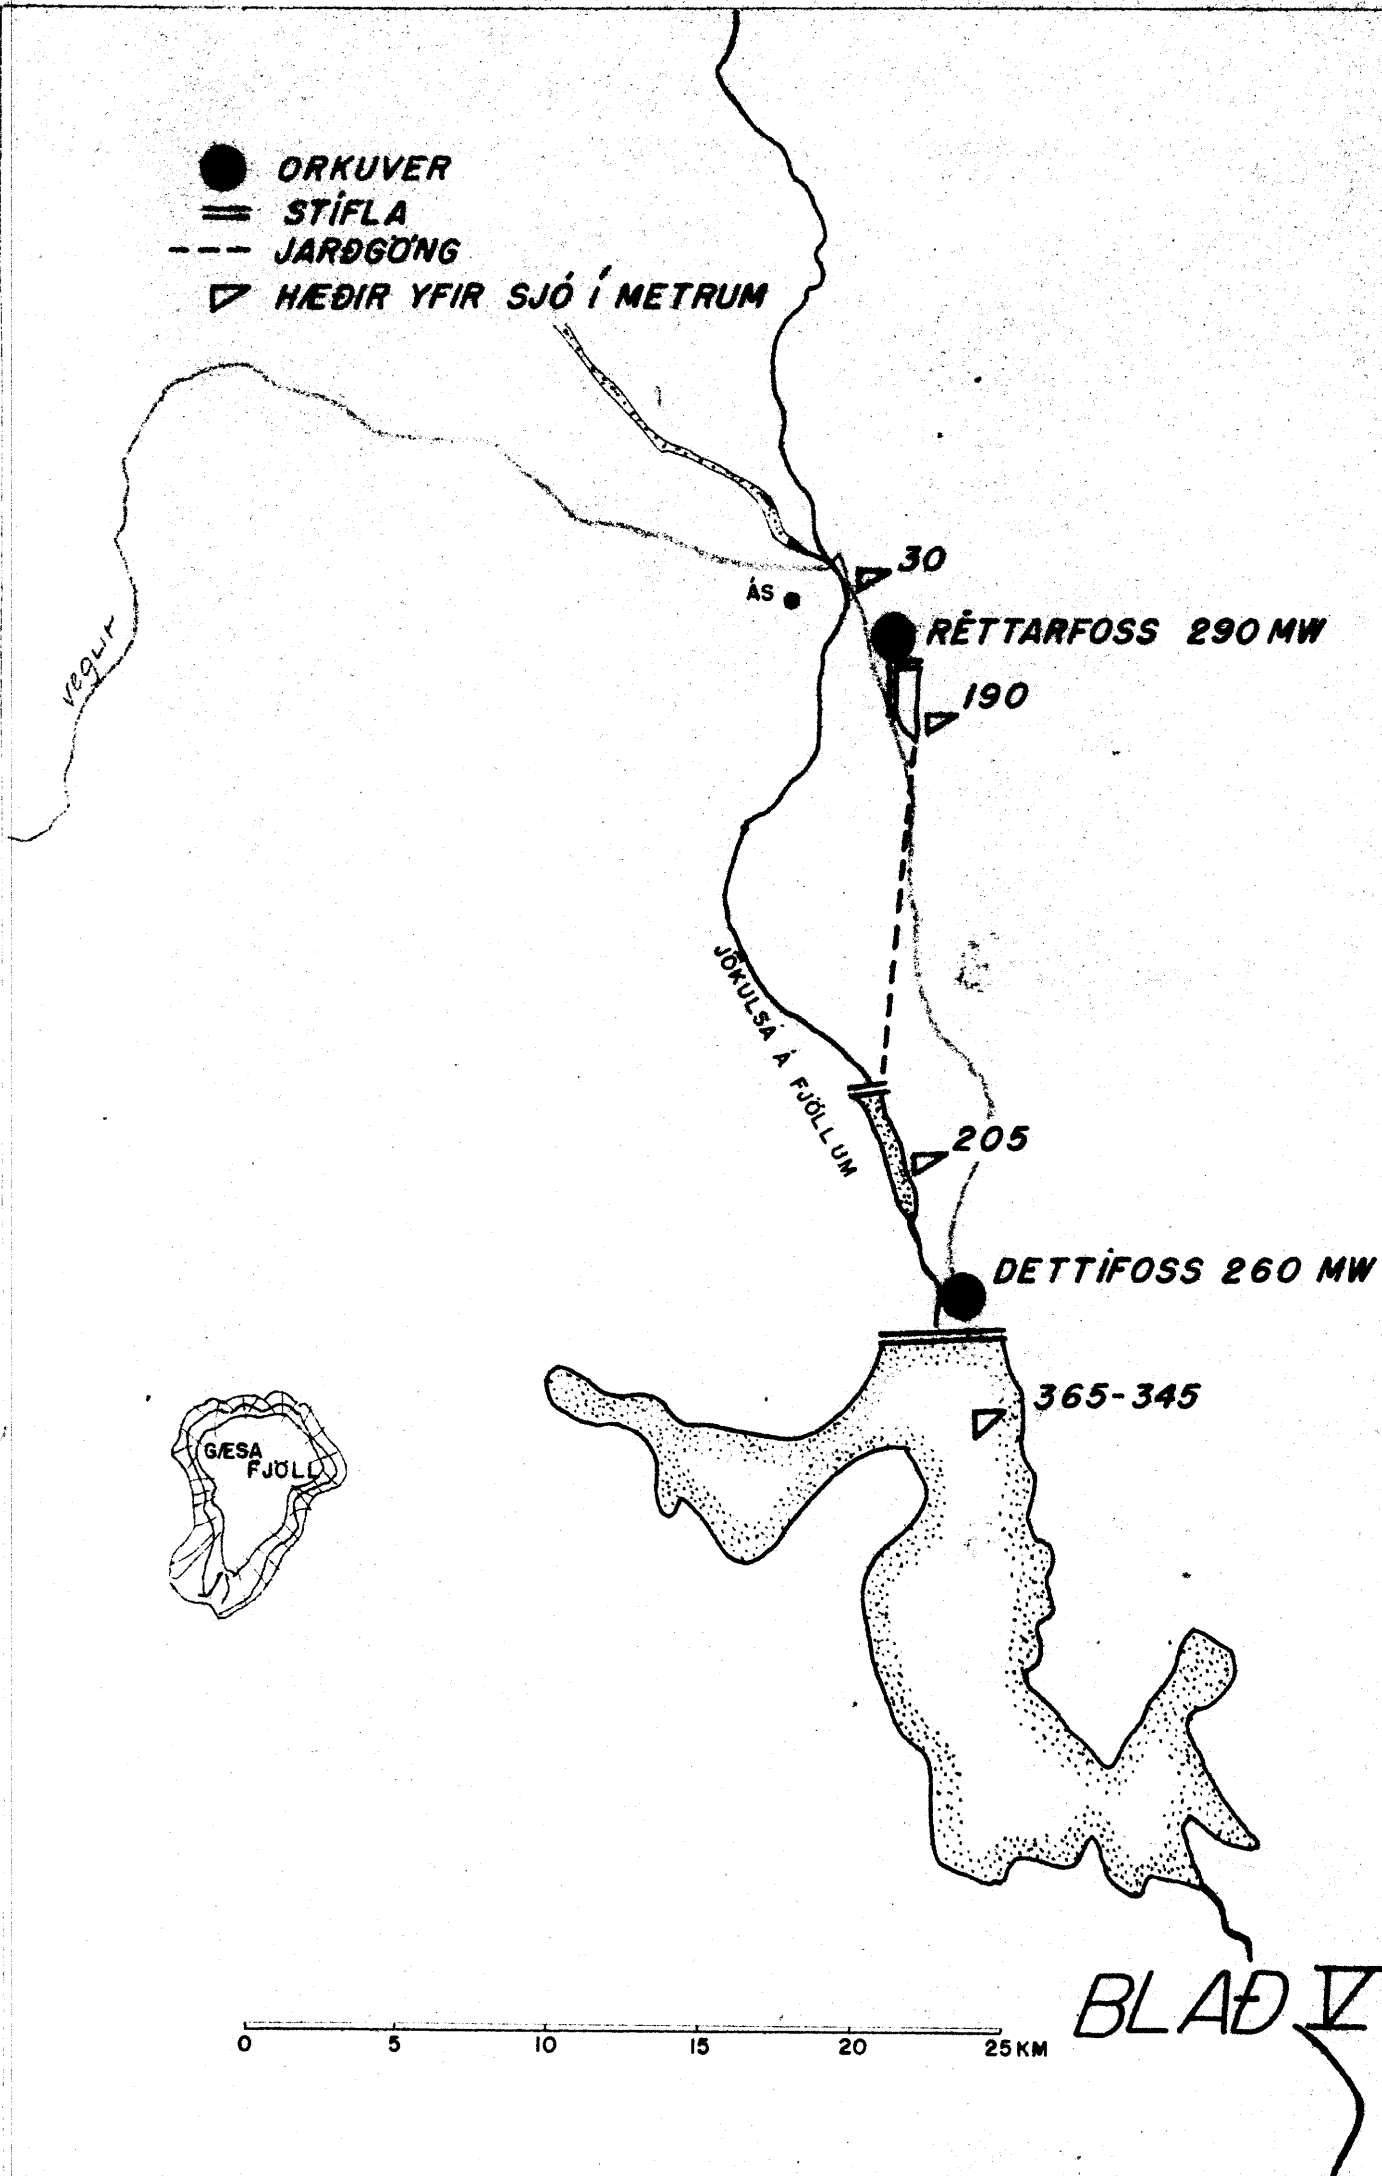 ORKUVER
STÍFLA
JARÐGÖNG
HÆÐIR YFIR SJÓ Í METRUM
30
ÁS
RÉTTARFOSS 290 MW
vegur
190
JÖKULSÁ Á FJÖLLUM
205
DETTÍFOSS 260 MW
365-345
GÆSA
FJÖLL
BLAÐ V
0 5 10 15 20 25 KM